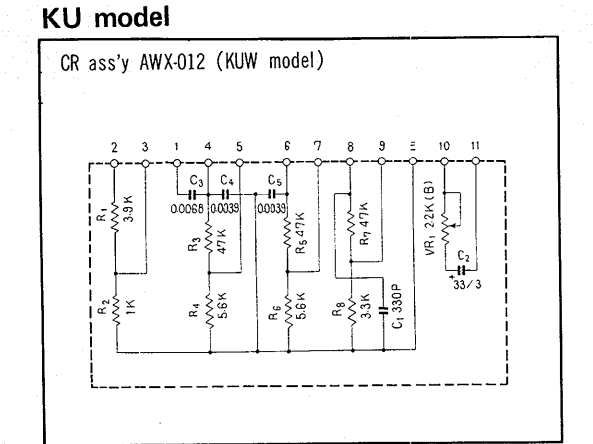 KU model
CR ass'y AWX-012 (KUW model)
2 3 1 4 5 6 7 8 9 E 10 11
C3 C4 C5
0.0068 0.0039 0.0039
R1 3.9K
R3 47K
R5 47K
R7 47K
VR1 2.2K(B)
C2
+33/3
R2 1K
R4 5.6K
R6 5.6K
R8 3.3K
C1 330P